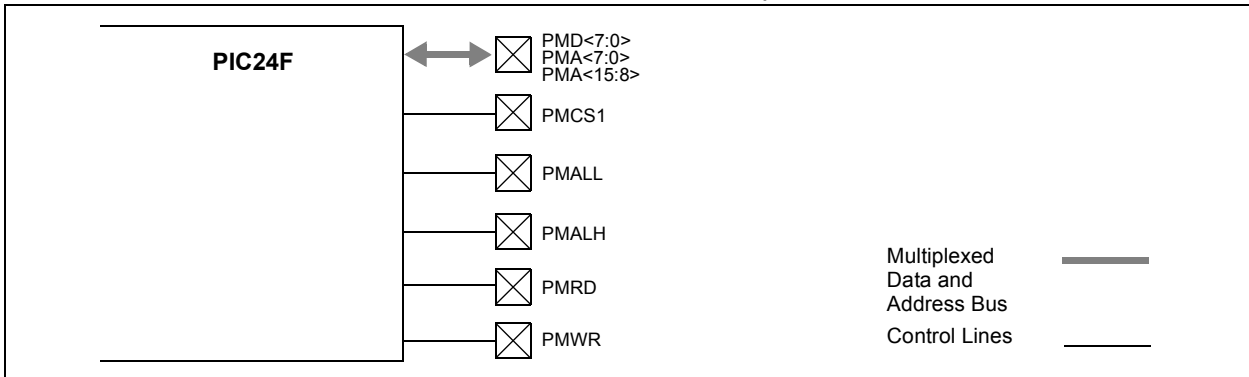 PIC24F
PMD<7:0>
PMA<7:0>
PMA<15:8>
PMCS1
PMALL
PMALH
PMRD
PMWR
Multiplexed
Data and
Address Bus
Control Lines